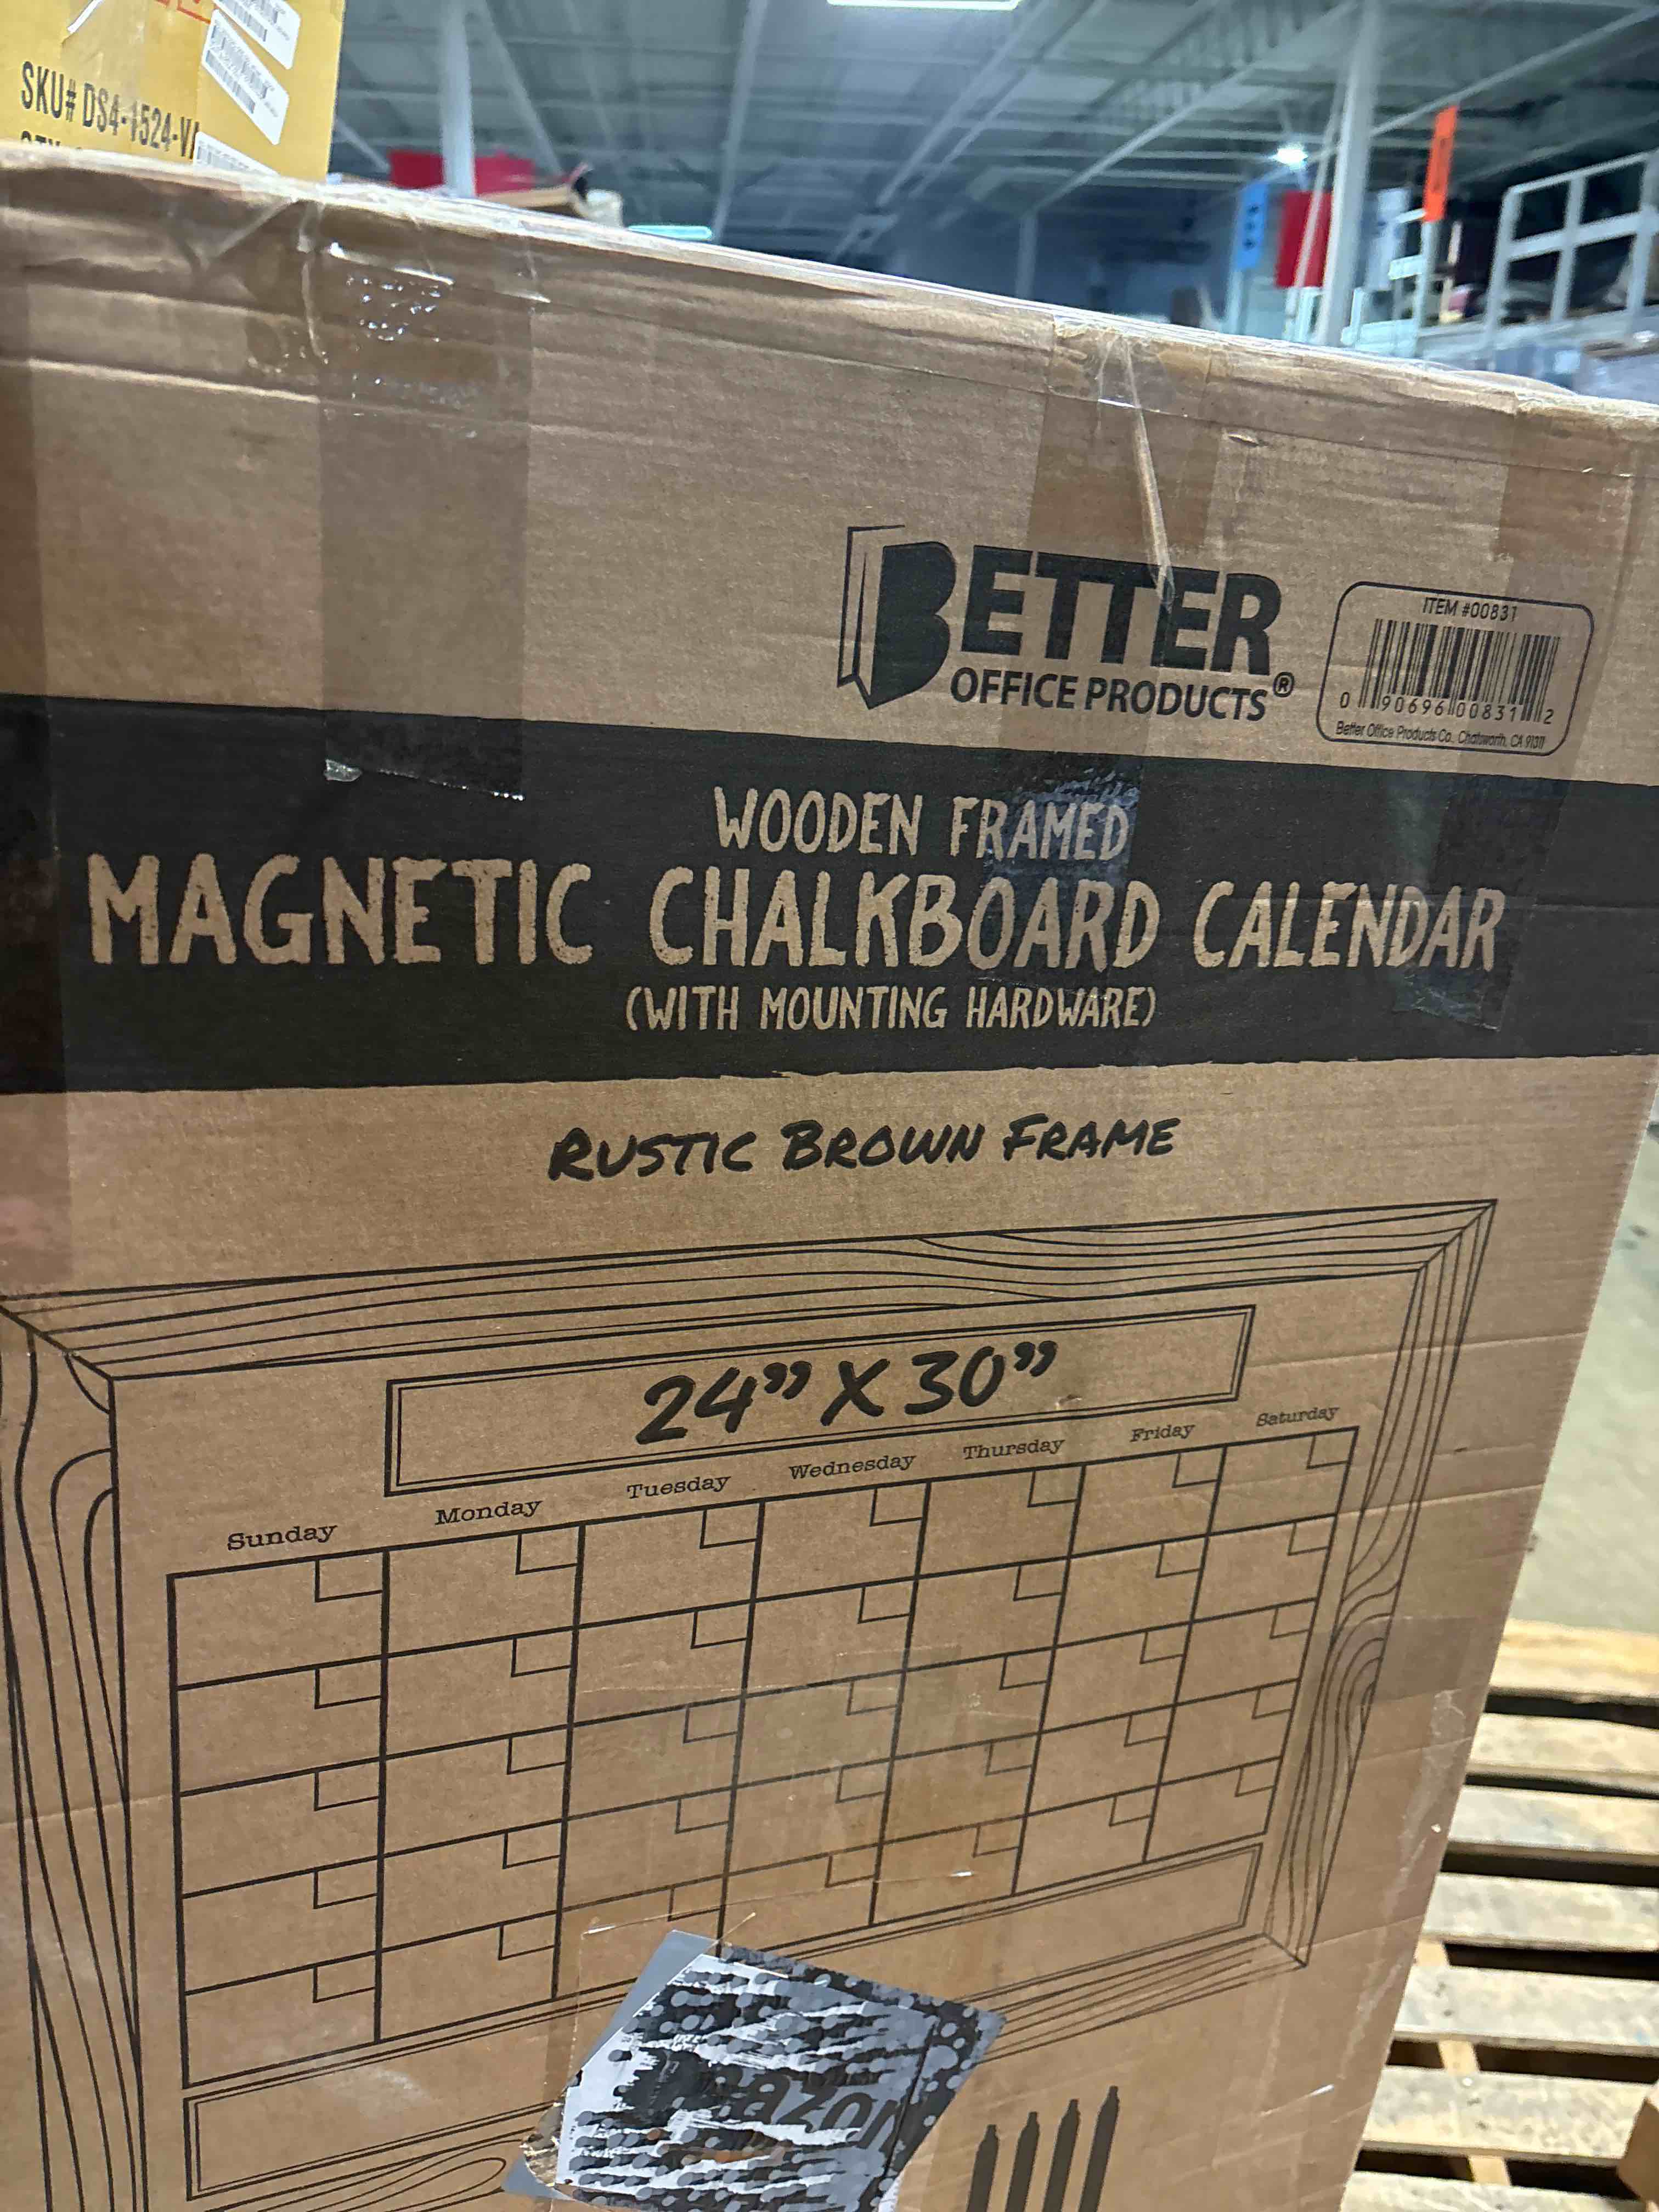 SKU# DS4-1524-
BETTER
OFFICE PRODUCTS®
ITEM #00831
0 90696 00831 2
Better Office Products Co., Chatsworth, CA 91311
WOODEN FRAMED
MAGNETIC CHALKBOARD CALENDAR
(WITH MOUNTING HARDWARE)
RUSTIC BROWN FRAME
24” X 30”
Sunday Monday Tuesday Wednesday Thursday Friday Saturday